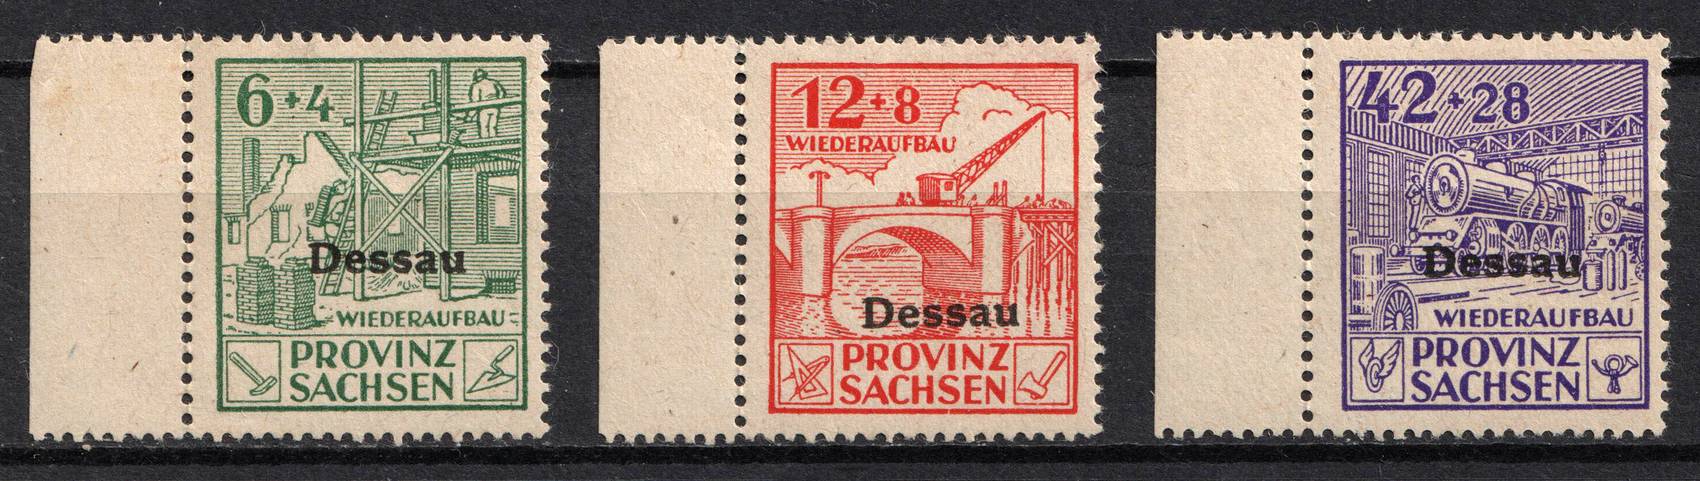 6+4
Dessau
WIEDERAUFBAU
PROVINZ
SACHSEN
12+8
WIEDERAUFBAU
Dessau
PROVINZ
SACHSEN
42+28
Dessau
WIEDERAUFBAU
PROVINZ
SACHSEN